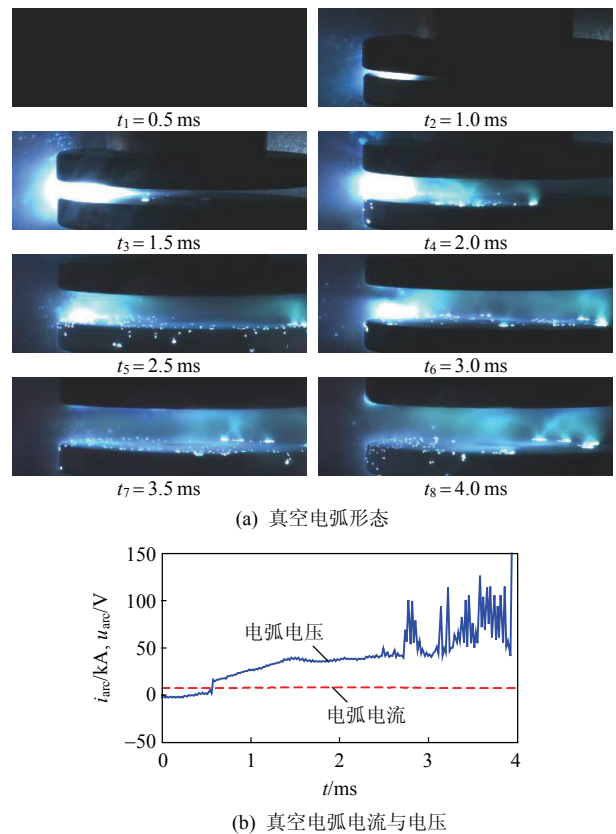 t₁ = 0.5 ms
t₂ = 1.0 ms
t₃ = 1.5 ms
t₄ = 2.0 ms
t₅ = 2.5 ms
t₆ = 3.0 ms
t₇ = 3.5 ms
t₈ = 4.0 ms
(a) 真空电弧形态
150
100
50
0
−50
i_arc/kA, u_arc/V
电弧电压
电弧电流
0
1
2
3
4
t/ms
(b) 真空电弧电流与电压